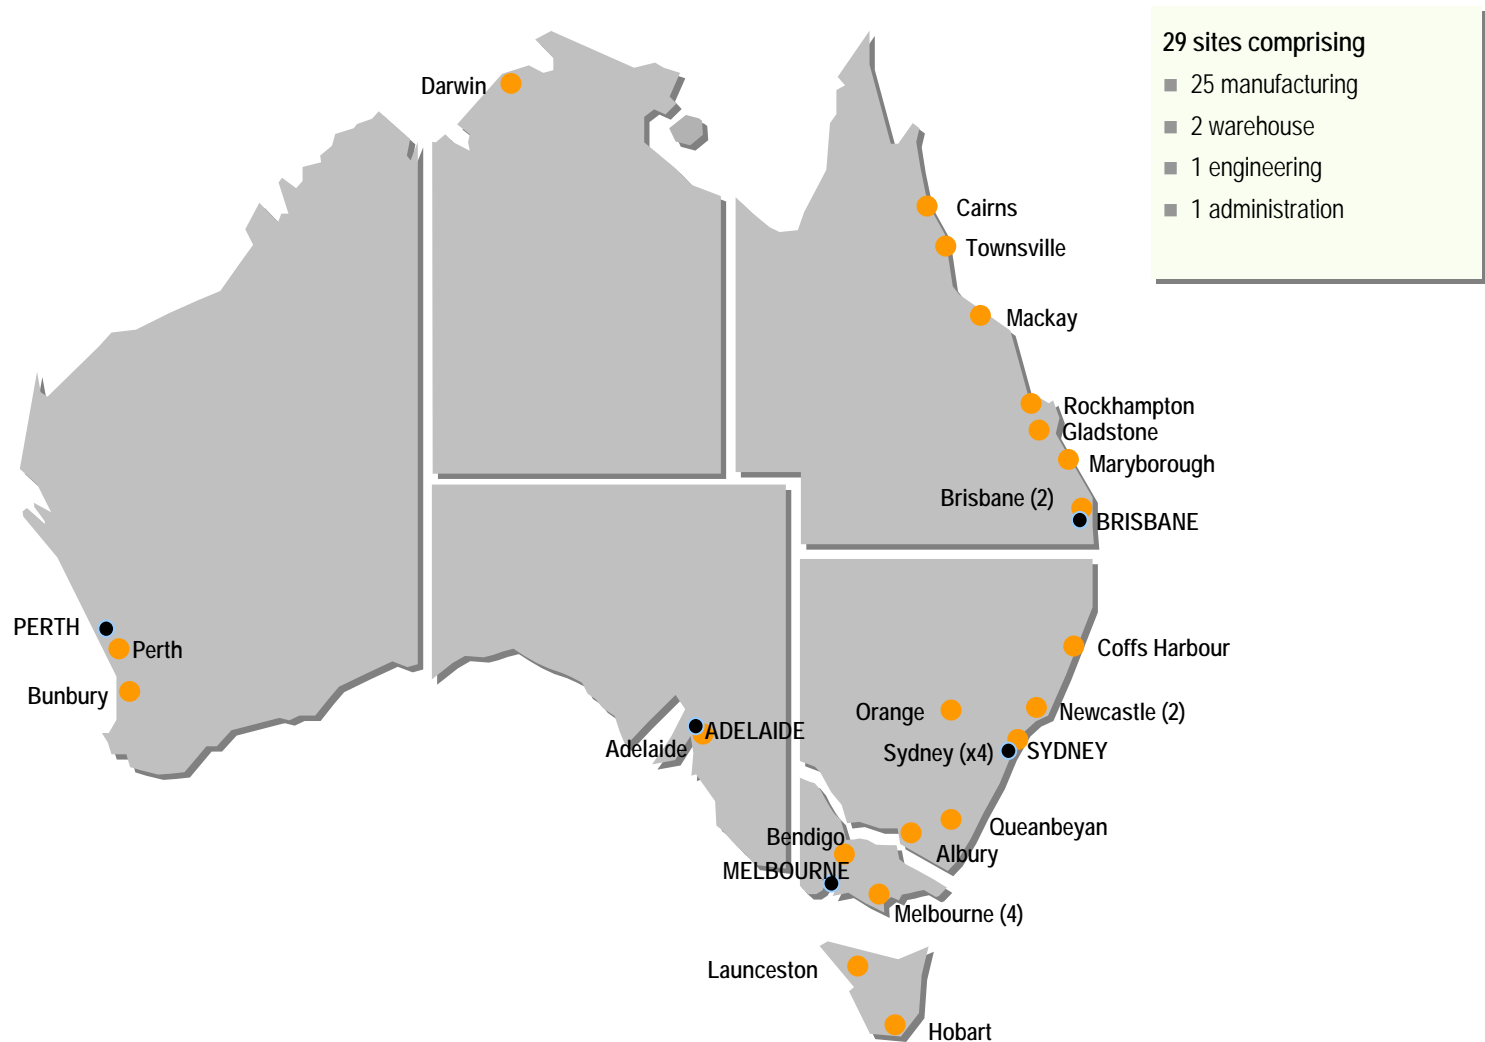 29 sites comprising
25 manufacturing
2 warehouse
1 engineering
1 administration
Darwin
Cairns
Townsville
Mackay
Rockhampton
Gladstone
Maryborough
Brisbane (2)
BRISBANE
PERTH
Perth
Bunbury
Coffs Harbour
Orange
Newcastle (2)
ADELAIDE
Adelaide
Sydney (x4)
SYDNEY
Queanbeyan
Bendigo
Albury
MELBOURNE
Melbourne (4)
Launceston
Hobart